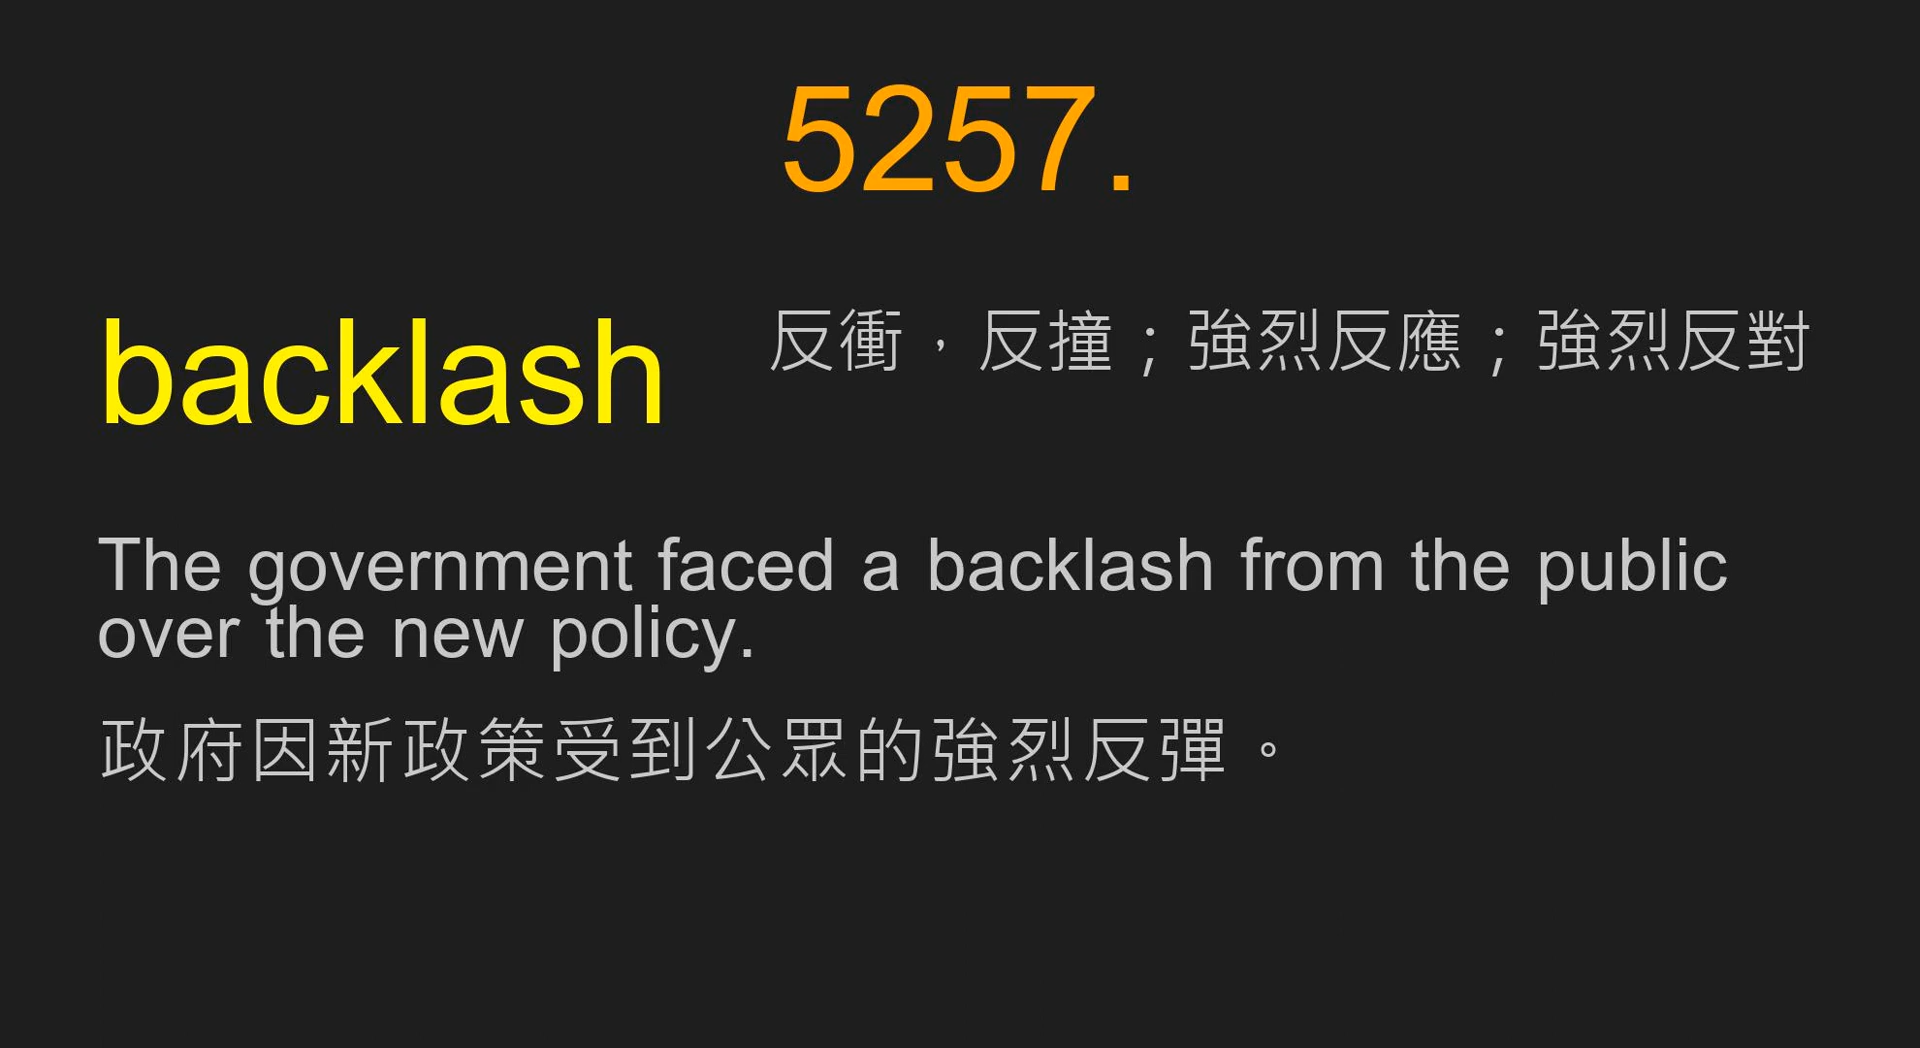 5257.
backlash
反衝，反撞；強烈反應；強烈反對
The government faced a backlash from the public
over the new policy.
政府因新政策受到公眾的強烈反彈。